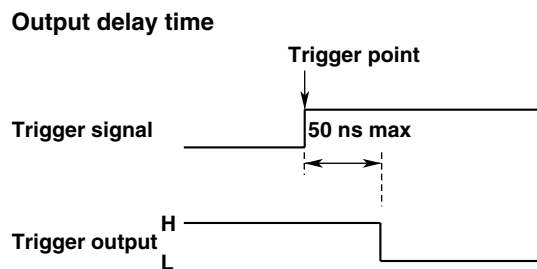 Output delay time
Trigger point
Trigger signal
50 ns max
H
Trigger output
L